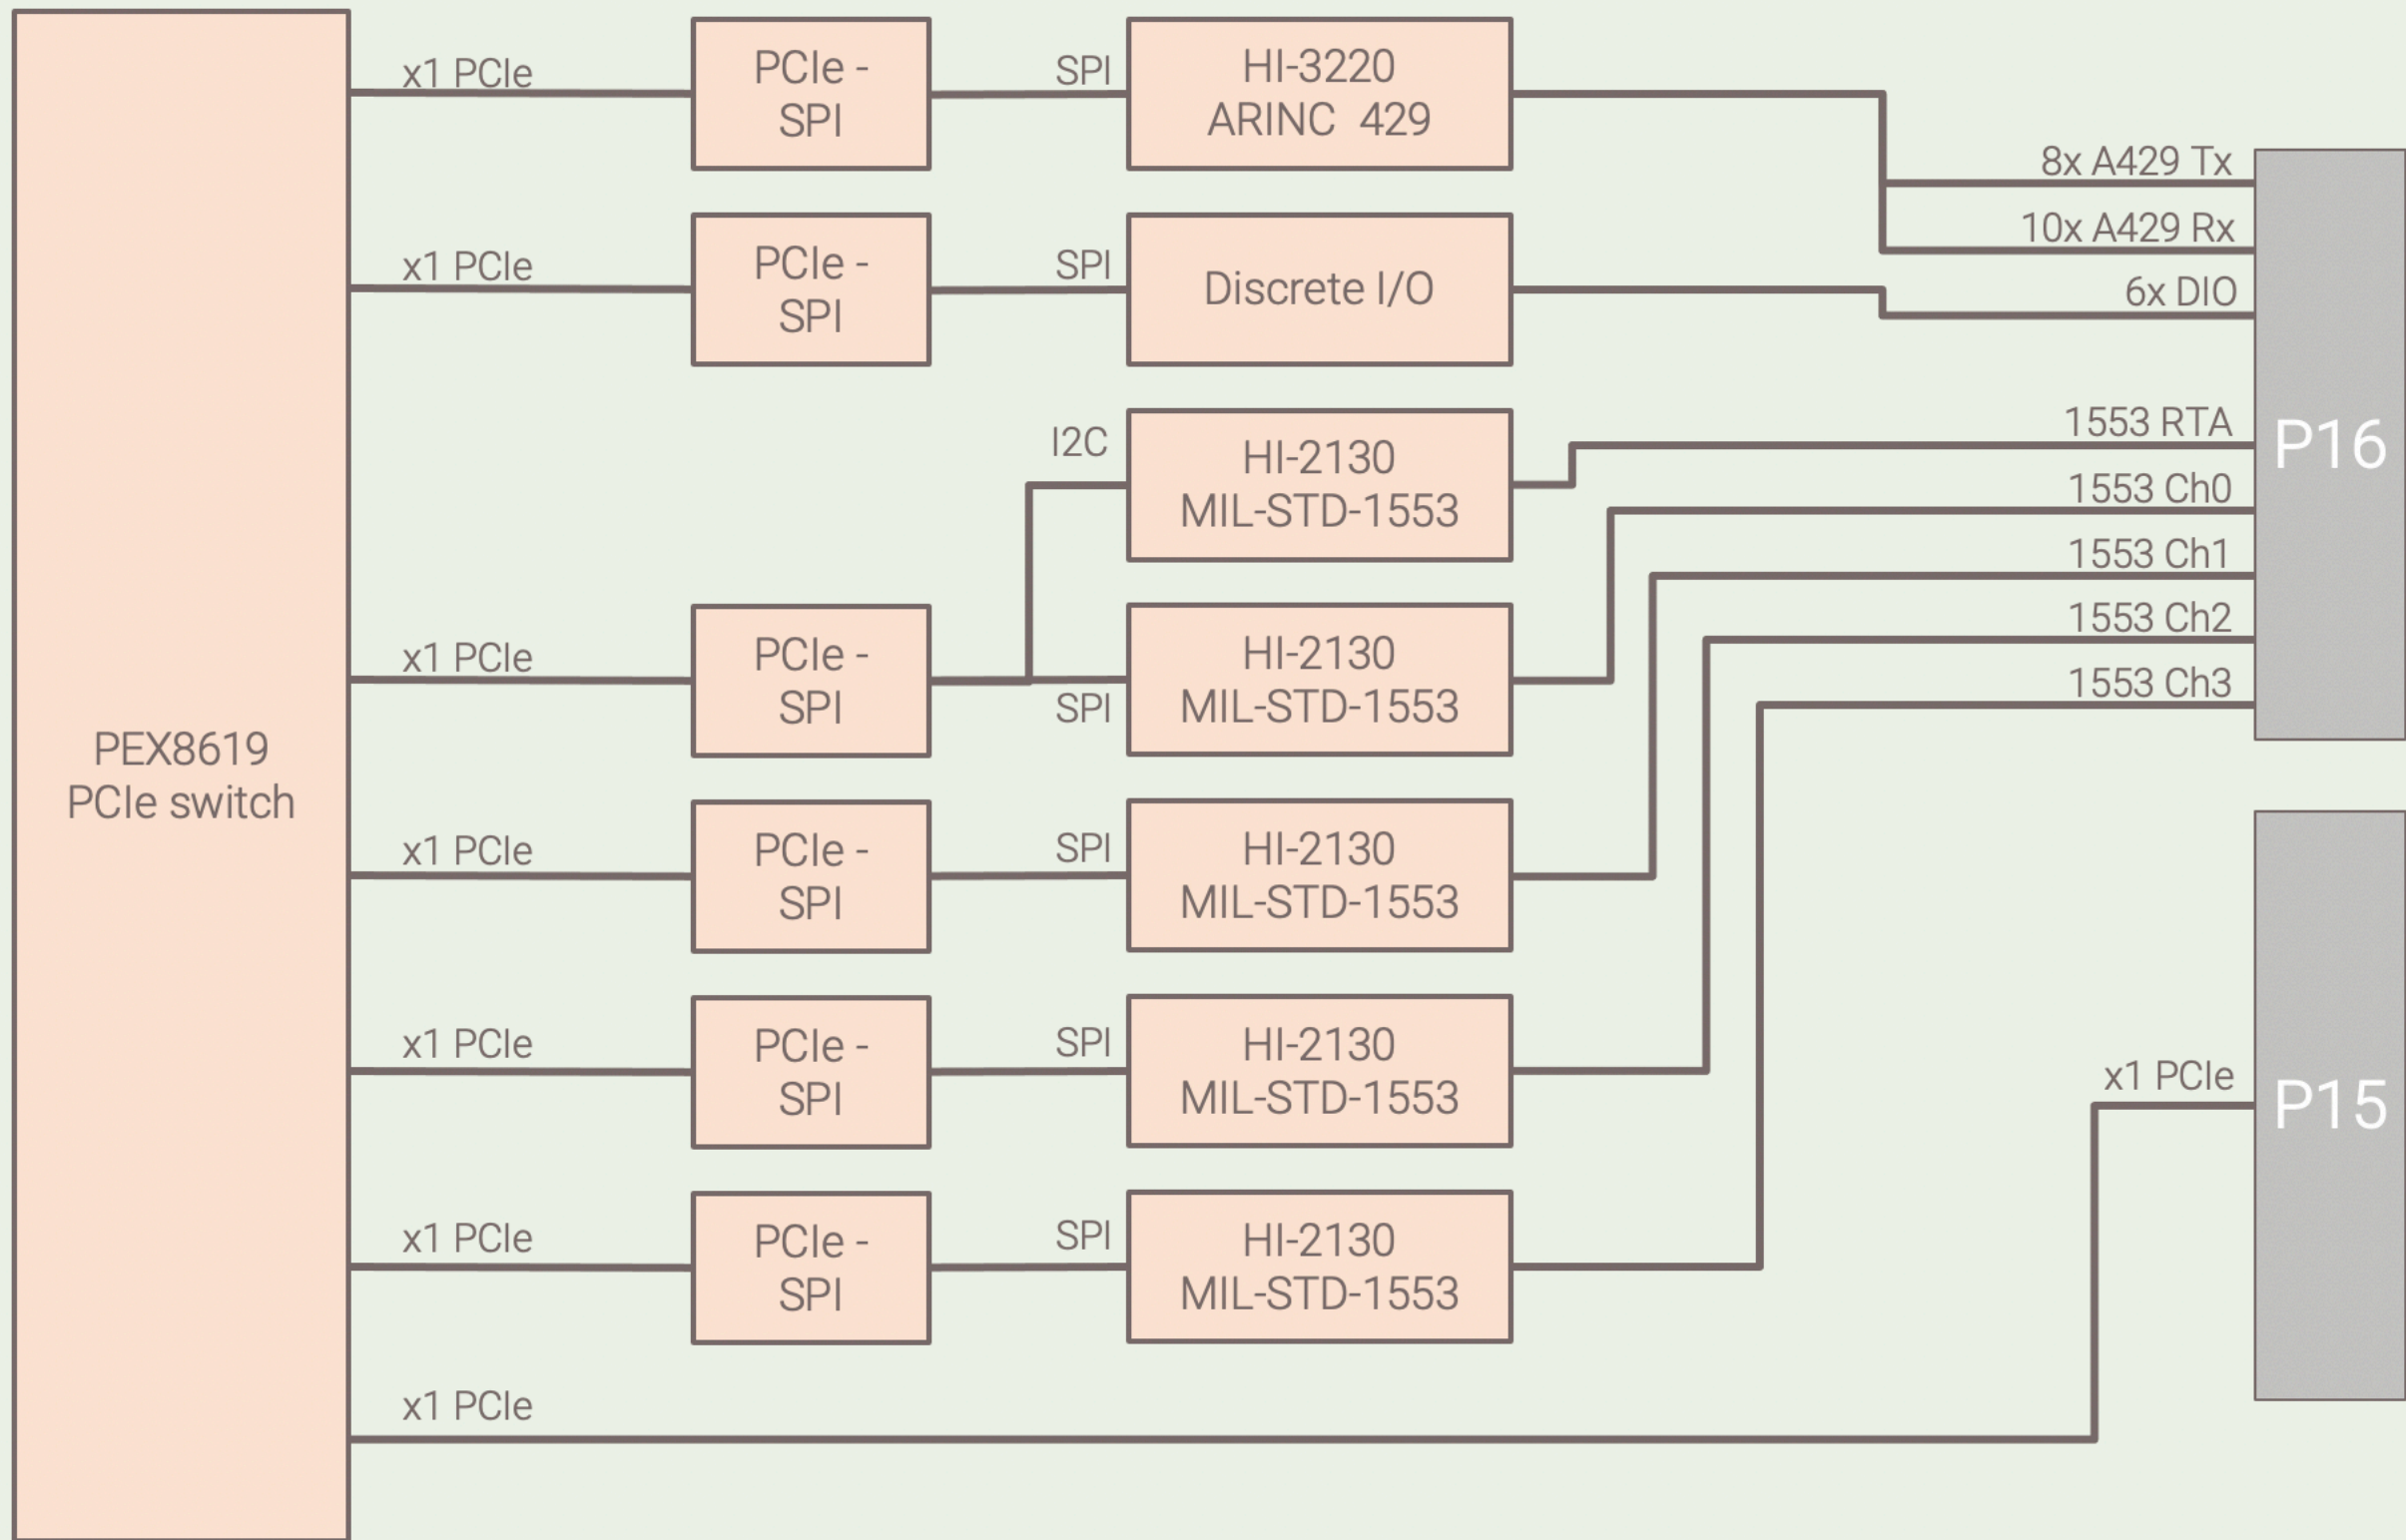 PEX8619
PCIe switch
x1 PCIe
PCIe -
SPI
SPI
HI-3220
ARINC 429
8x A429 Tx
10x A429 Rx
x1 PCIe
PCIe -
SPI
SPI
Discrete I/O
6x DIO
I2C
HI-2130
MIL-STD-1553
1553 RTA
x1 PCIe
PCIe -
SPI
SPI
HI-2130
MIL-STD-1553
1553 Ch0
x1 PCIe
PCIe -
SPI
SPI
HI-2130
MIL-STD-1553
1553 Ch1
x1 PCIe
PCIe -
SPI
SPI
HI-2130
MIL-STD-1553
1553 Ch2
x1 PCIe
PCIe -
SPI
SPI
HI-2130
MIL-STD-1553
1553 Ch3
P16
x1 PCIe
x1 PCIe
P15